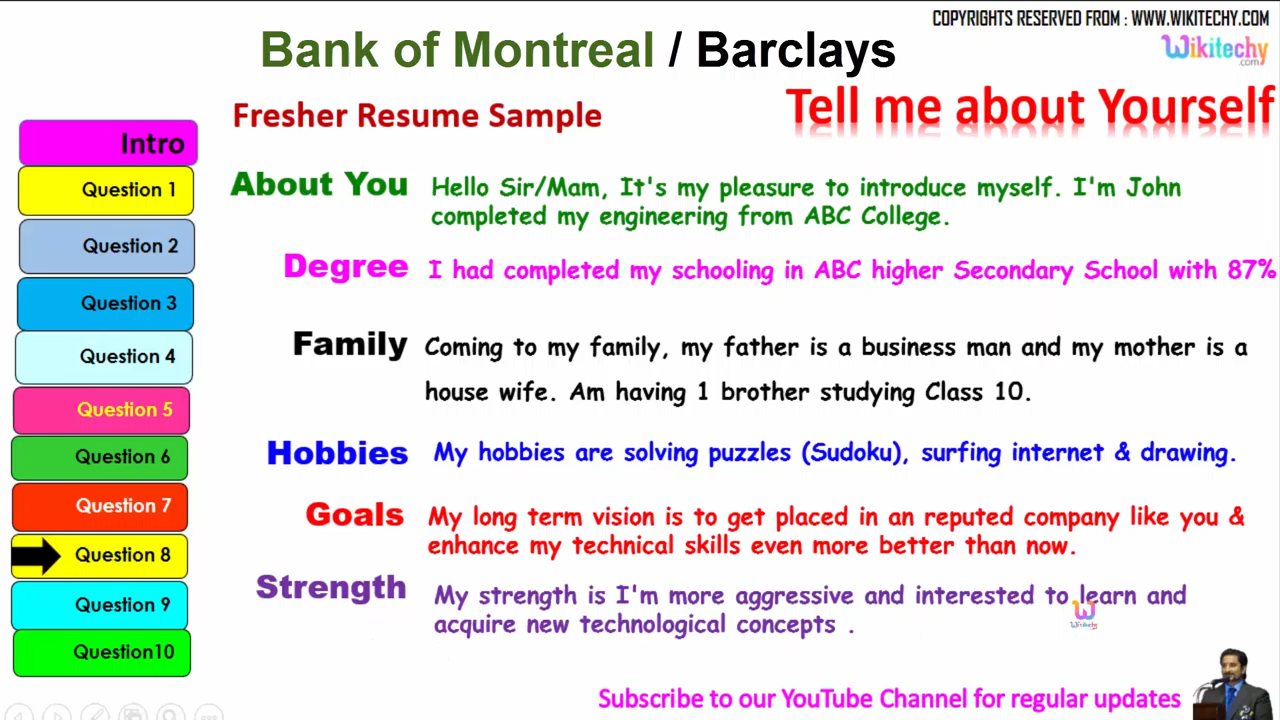 COPYRIGHTS RESERVED FROM : WWW.WIKITECHY.COM
Bank of Montreal / Barclays
Wikitechy
.com
Fresher Resume Sample
Tell me about Yourself
Intro
Question 1
Question 2
Question 3
Question 4
Question 5
Question 6
Question 7
Question 8
Question 9
Question10
About You
Hello Sir/Mam, It's my pleasure to introduce myself. I'm John
completed my engineering from ABC College.
Degree
I had completed my schooling in ABC higher Secondary School with 87%
Family
Coming to my family, my father is a business man and my mother is a
house wife. Am having 1 brother studying Class 10.
Hobbies
My hobbies are solving puzzles (Sudoku), surfing internet & drawing.
Goals
My long term vision is to get placed in an reputed company like you &
enhance my technical skills even more better than now.
Strength
My strength is I'm more aggressive and interested to learn and
acquire new technological concepts .
Wikitechy
Subscribe to our YouTube Channel for regular updates